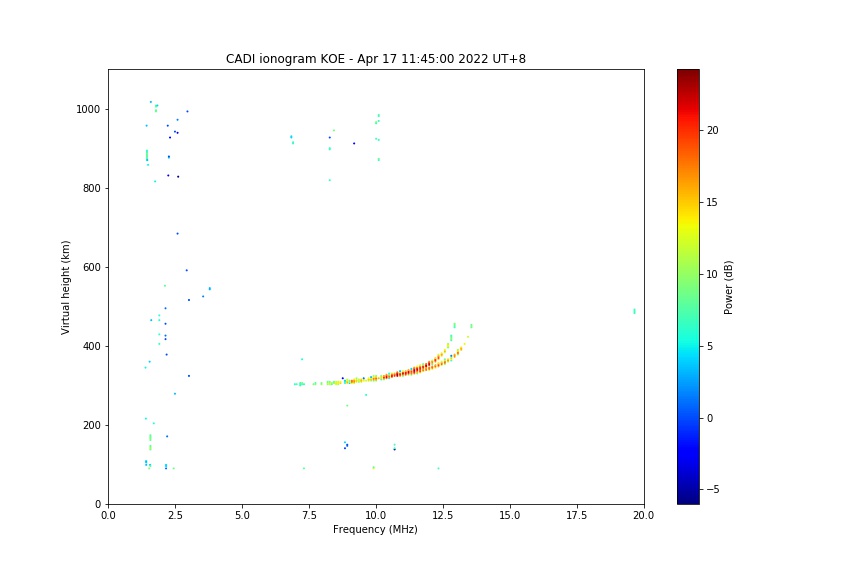 CADI ionogram KOE - Apr 17 11:45:00 2022 UT+8
Virtual height (km)
1000
800
600
400
200
0
0.0 2.5 5.0 7.5 10.0 12.5 15.0 17.5 20.0
Frequency (MHz)
20
15
10
5
0
−5
Power (dB)